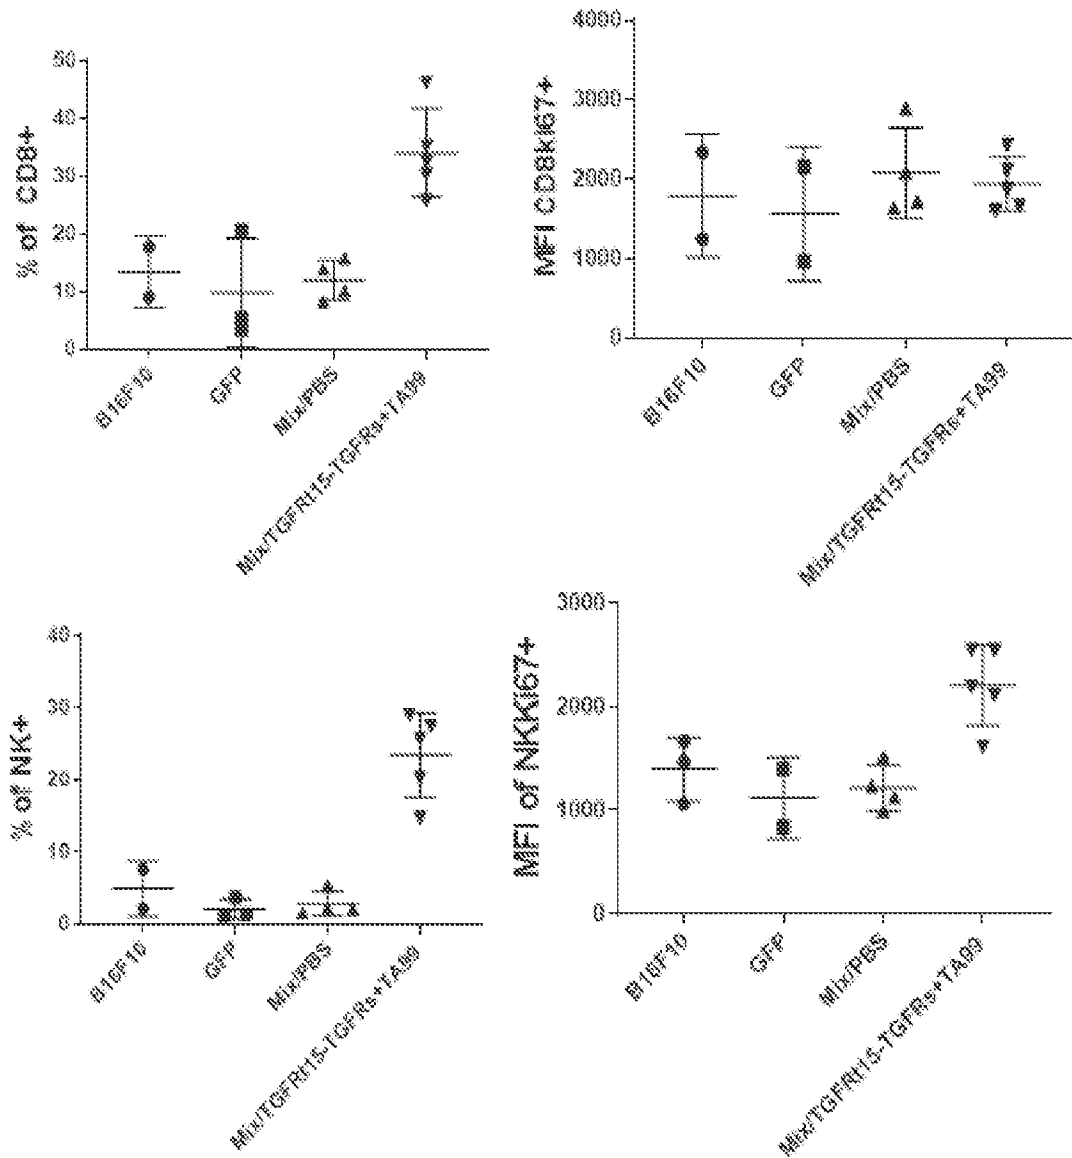 % of CD8+
50
40
30
20
10
0
B16F10
GFP
Mix/PBS
Mix/TGFRt15-TGFRs+TA99
MFI CD8ki67+
4000
3000
2000
1000
0
B16F10
GFP
Mix/PBS
Mix/TGFRt15-TGFRs+TA99
% of NK+
40
30
20
10
0
B16F10
GFP
Mix/PBS
Mix/TGFRt15-TGFRs+TA99
MFI of NKKi67+
3000
2000
1000
0
B16F10
GFP
Mix/PBS
Mix/TGFRt15-TGFRs+TA99